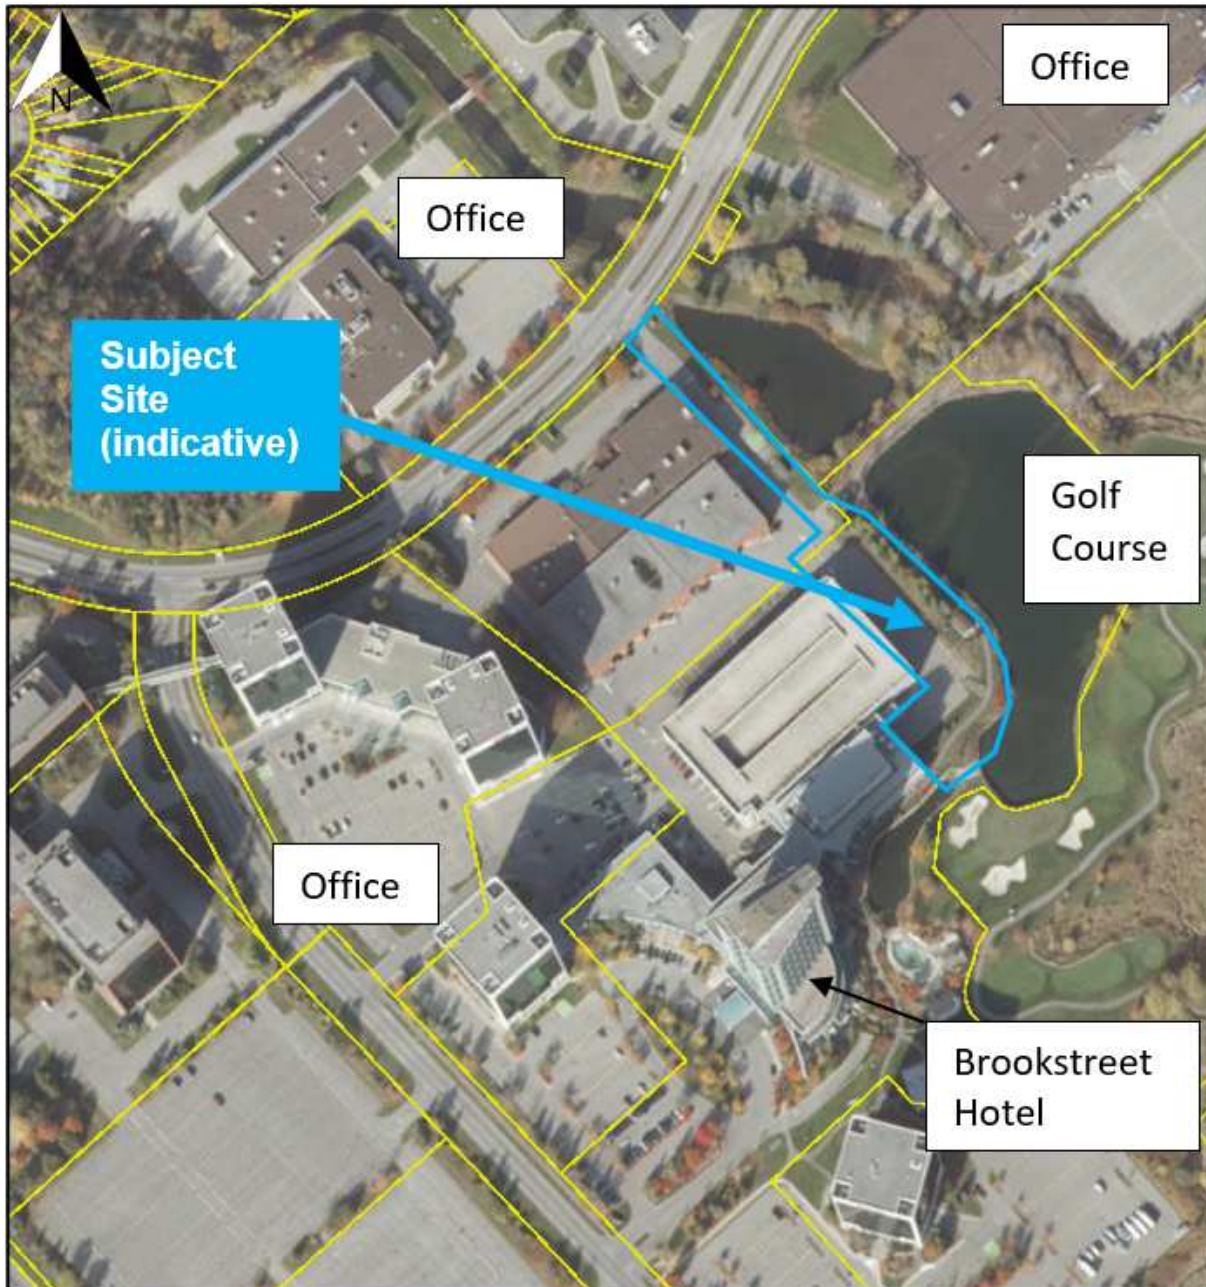 N
Office
Office
Subject
Site
(indicative)
Golf
Course
Office
Brookstreet
Hotel